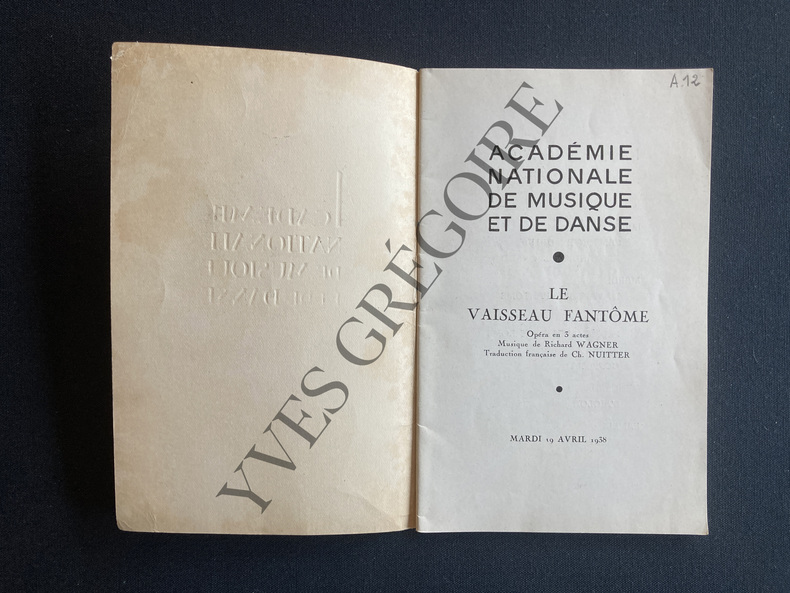 A.12
ACADÉMIE
NATIONALE
DE MUSIQUE
ET DE DANSE
LE
VAISSEAU FANTÔME
Opéra en 3 actes
Musique de Richard WAGNER
Traduction française de Ch. NUITTER
MARDI 19 AVRIL 1938
YVES GRÉGOIRE